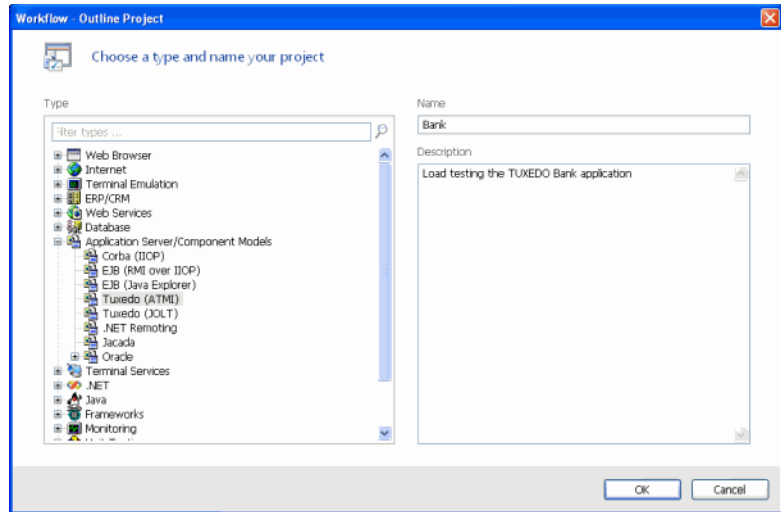 Workflow - Outline Project
Choose a type and name your project
Type
Filter types ...
Web Browser
Internet
Terminal Emulation
ERP/CRM
Web Services
Database
Application Server/Component Models
Corba (IIOP)
EJB (RMI over IIOP)
EJB (Java Explorer)
Tuxedo (ATMI)
Tuxedo (JOLT)
.NET Remoting
Jacada
Oracle
Terminal Services
.NET
Java
Frameworks
Monitoring
Name
Bank
Description
Load testing the TUXEDO Bank application
OK
Cancel